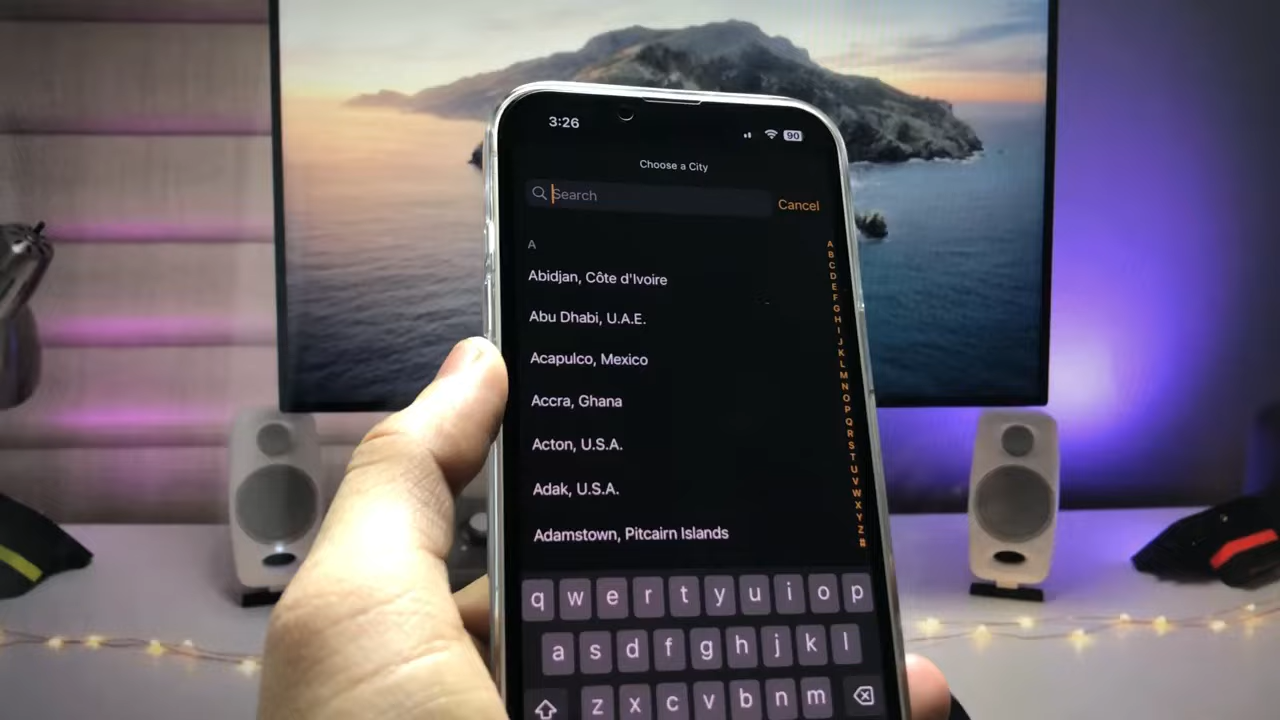 3:26
90
Choose a City
Search
Cancel
A
Abidjan, Côte d'Ivoire
Abu Dhabi, U.A.E.
Acapulco, Mexico
Accra, Ghana
Acton, U.S.A.
Adak, U.S.A.
Adamstown, Pitcairn Islands
A
B
C
D
E
F
G
H
I
J
K
L
M
N
O
P
Q
R
S
T
U
V
W
X
Y
Z
#
q w e r t y u i o p
a s d f g h j k l
z x c v b n m